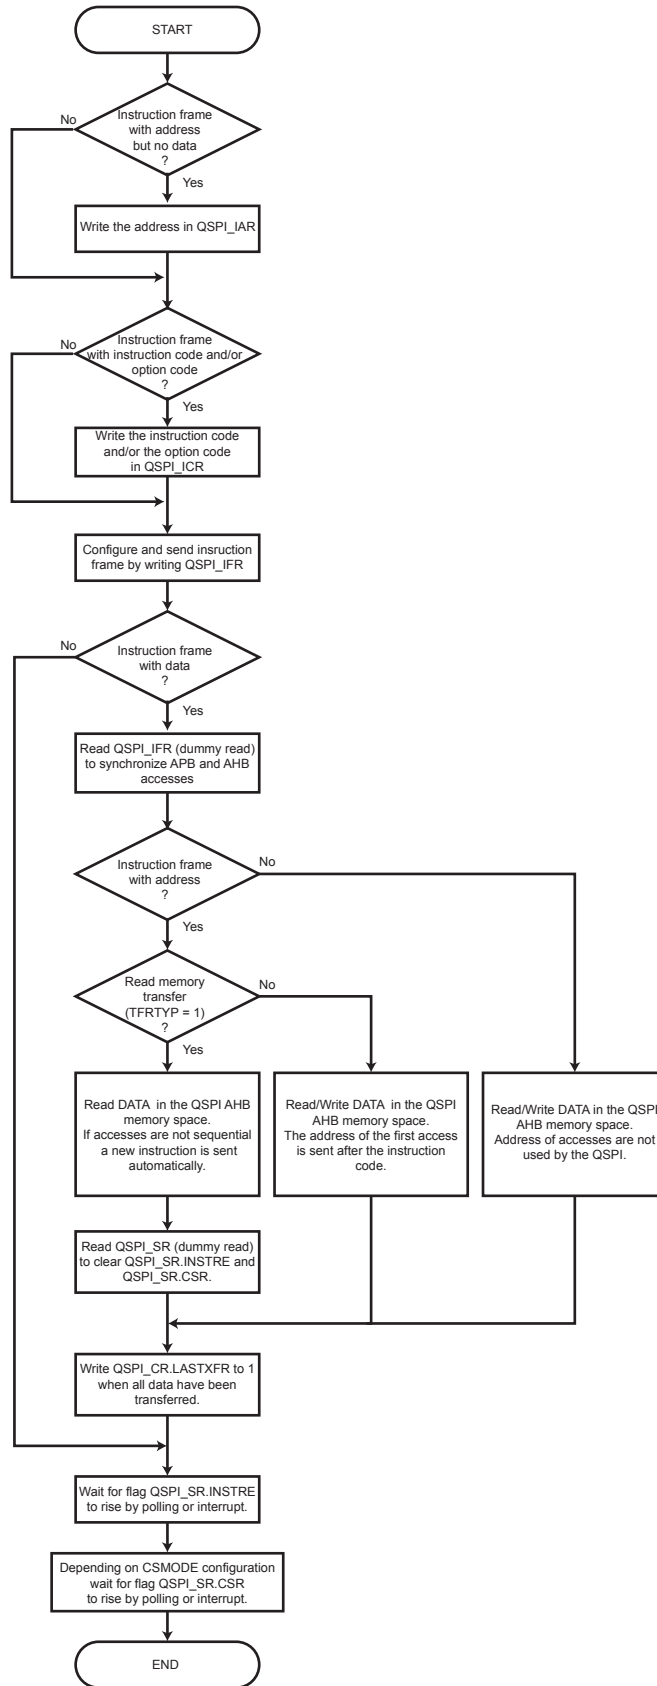 START
Instruction frame
with address
but no data
?
No
Yes
Write the address in QSPI_IAR
Instruction frame
with instruction code and/or
option code
?
No
Yes
Write the instruction code
and/or the option code
in QSPI_ICR
Configure and send insruction
frame by writing QSPI_IFR
No
Instruction frame
with data
?
Yes
Read QSPI_IFR (dummy read)
to synchronize APB and AHB
accesses
Instruction frame
with address
?
No
Yes
Read memory
transfer
(TFRTYP = 1)
?
No
Yes
Read DATA in the QSPI AHB
memory space.
If accesses are not sequential
a new instruction is sent
automatically.
Read/Write DATA in the QSPI
AHB memory space.
The address of the first access
is sent after the instruction
code.
Read/Write DATA in the QSPI
AHB memory space.
Address of accesses are not
used by the QSPI.
Read QSPI_SR (dummy read)
to clear QSPI_SR.INSTRE and
QSPI_SR.CSR.
Write QSPI_CR.LASTXFR to 1
when all data have been
transferred.
Wait for flag QSPI_SR.INSTRE
to rise by polling or interrupt.
Depending on CSMODE configuration
wait for flag QSPI_SR.CSR
to rise by polling or interrupt.
END